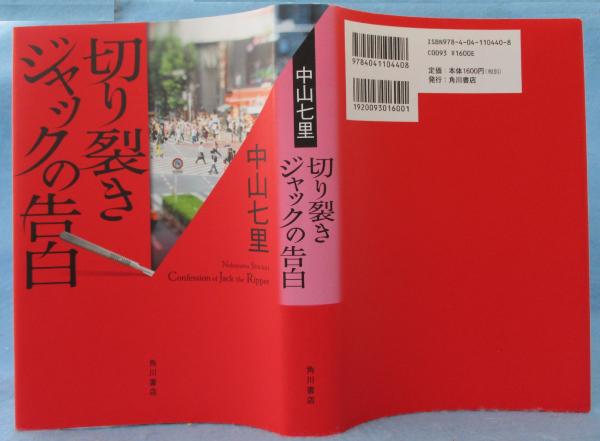 切り裂き
ジャックの告白
中山七里
Nakayama Shichiri
Confession of Jack the Ripper
角川書店
中山七里
切り裂き
ジャックの告白
角川書店
9784041104408
1920093016001
ISBN978-4-04-110440-8
C0093 ¥1600E
定価：本体1600円(税別)
発行：角川書店